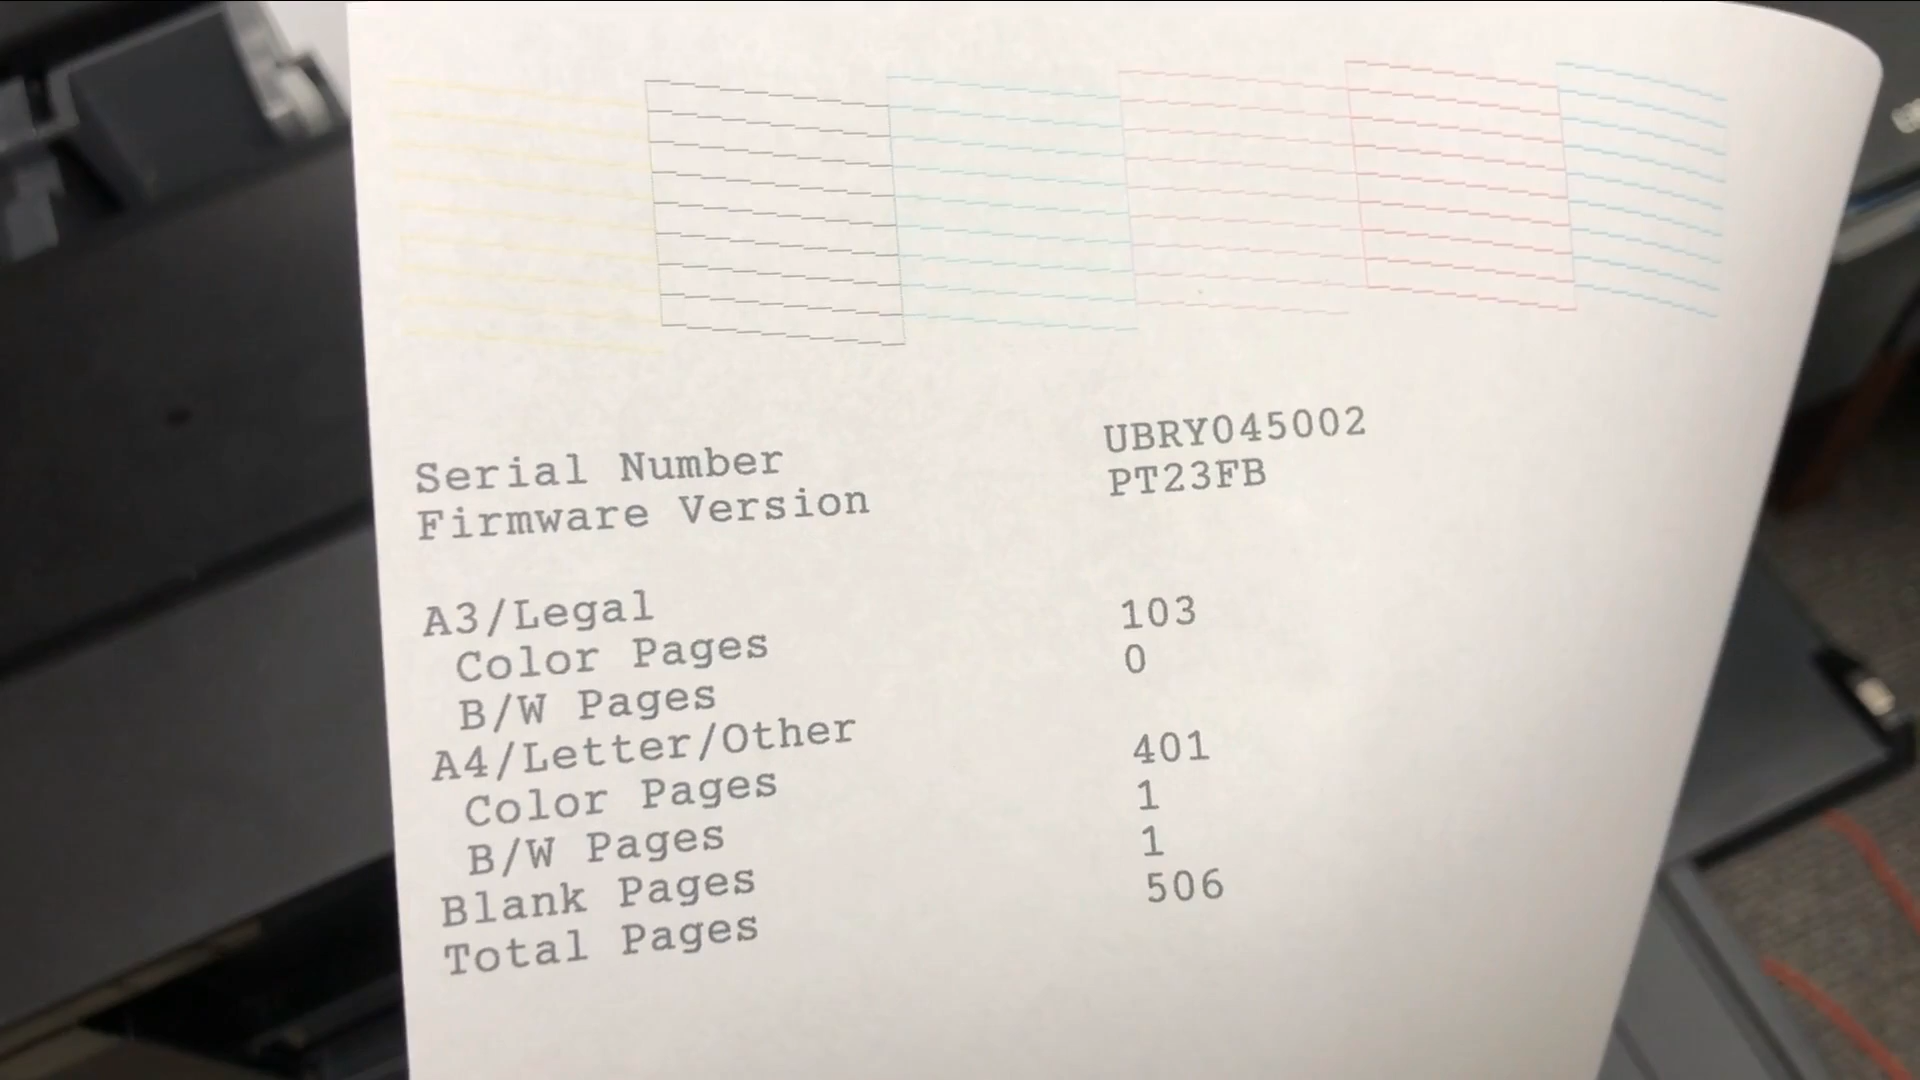 Serial Number UBRY045002
Firmware Version PT23FB
A3/Legal
Color Pages 103
B/W Pages 0
A4/Letter/Other
Color Pages 401
B/W Pages 1
Blank Pages 1
Total Pages 506